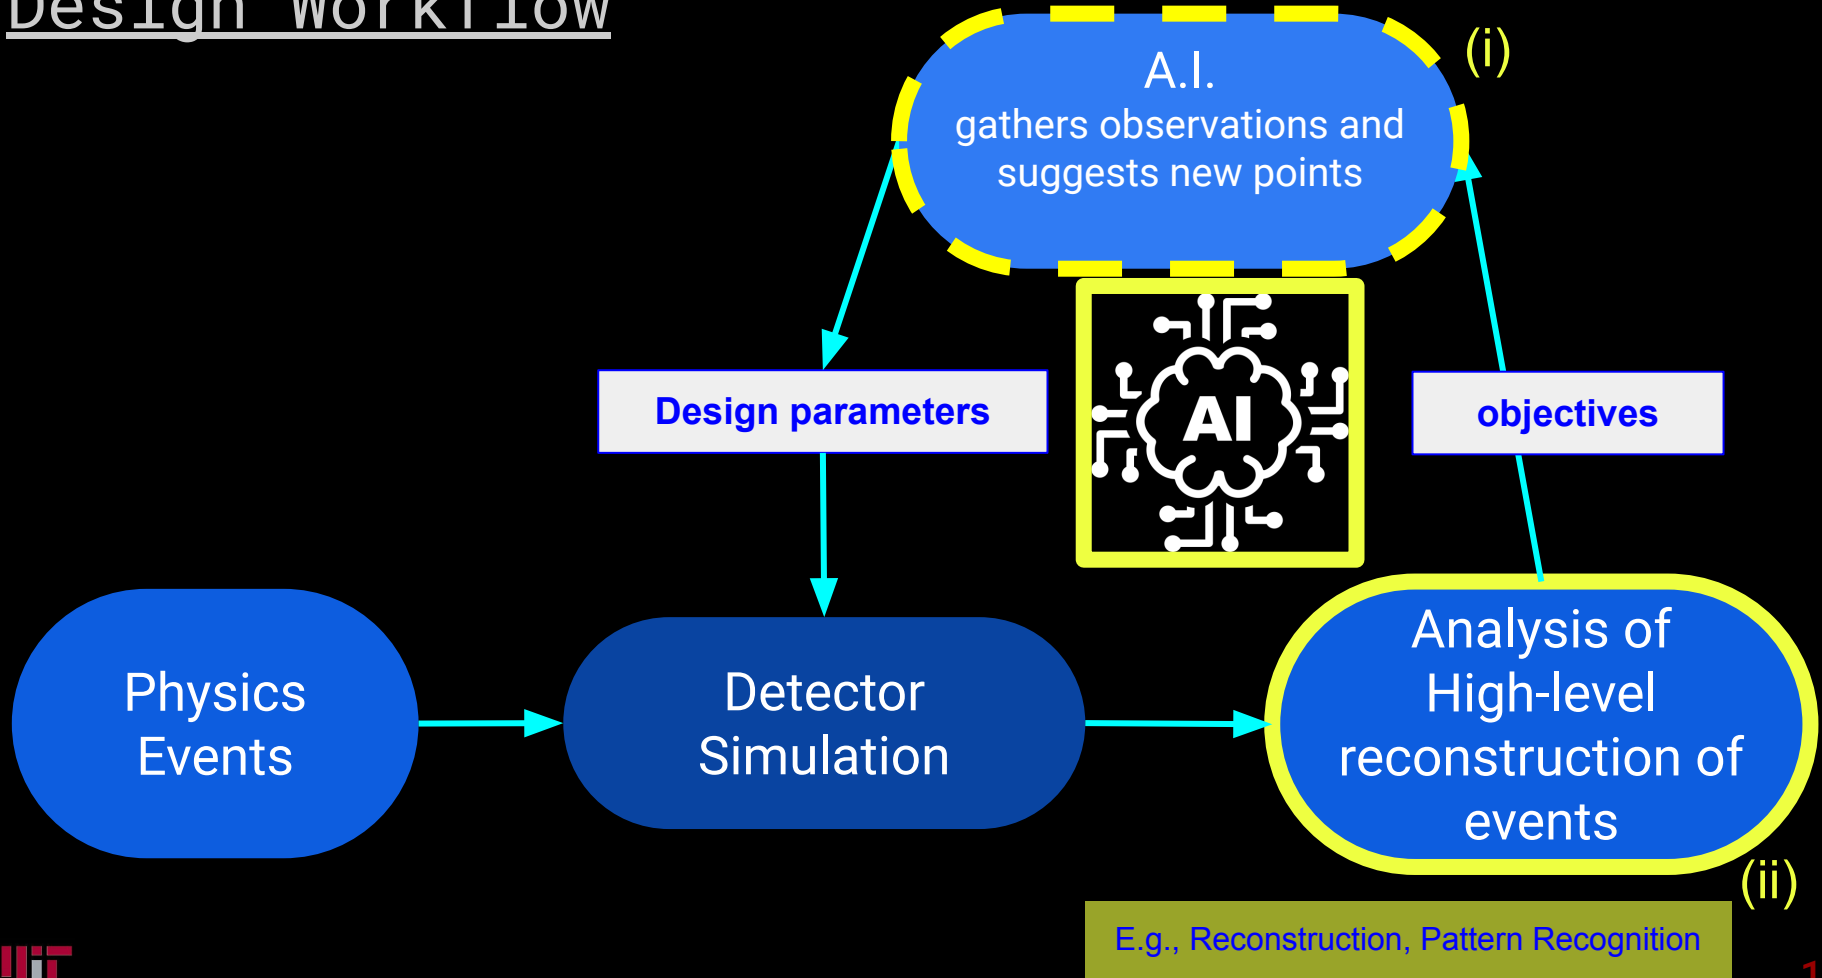 Design Workflow
A.I.
(i)
gathers observations and
suggests new points
Design parameters
AI
objectives
Physics
Events
Detector
Simulation
Analysis of
High-level
reconstruction of
events
(ii)
E.g., Reconstruction, Pattern Recognition